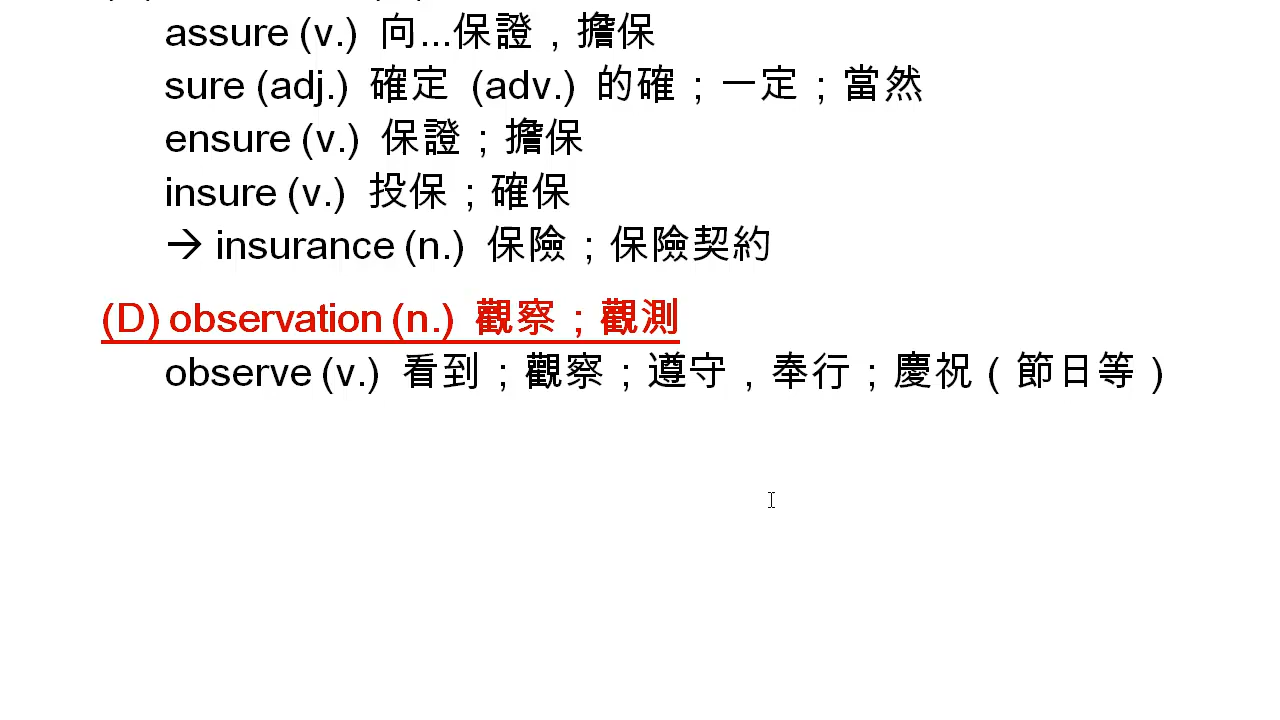 assure (v.) 向...保證，擔保
sure (adj.) 確定 (adv.) 的確；一定；當然
ensure (v.) 保證；擔保
insure (v.) 投保；確保
→ insurance (n.) 保險；保險契約
(D) observation (n.) 觀察；觀測
observe (v.) 看到；觀察；遵守，奉行；慶祝（節日等）